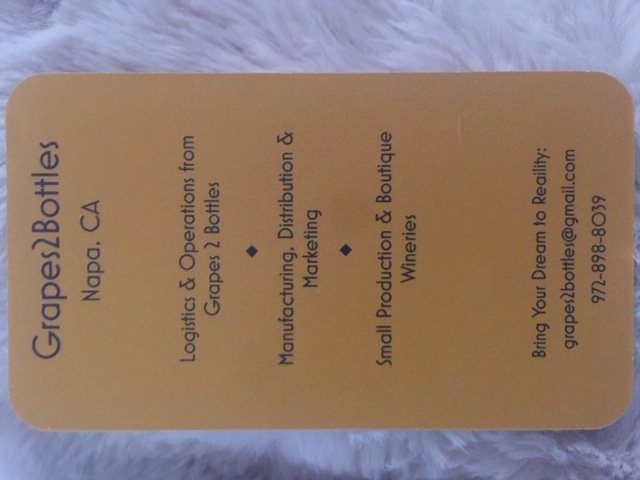 Grapes2Bottles
Napa, CA
Logistics & Operations from
Grapes 2 Bottles
Manufacturing, Distribution &
Marketing
Small Production & Boutique
Wineries
Bring Your Dream to Reaility:
grapes2bottles@gmail.com
972-898-8039